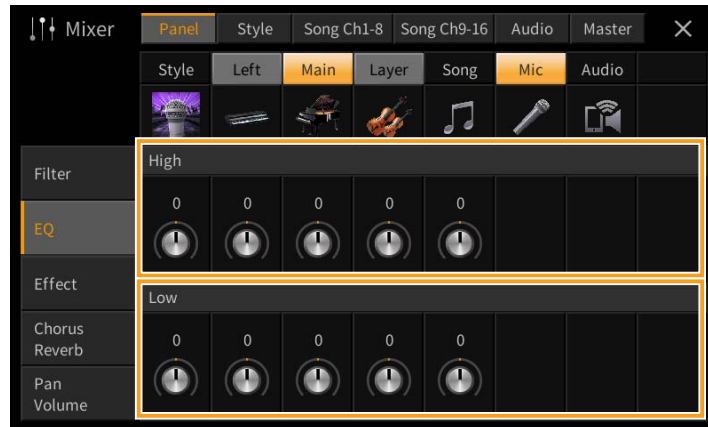 Mixer
Panel Style Song Ch1-8 Song Ch9-16 Audio Master
Style Left Main Layer Song Mic Audio
Filter
EQ
Effect
Chorus
Reverb
Pan
Volume
High
0 0 0 0 0
Low
0 0 0 0 0